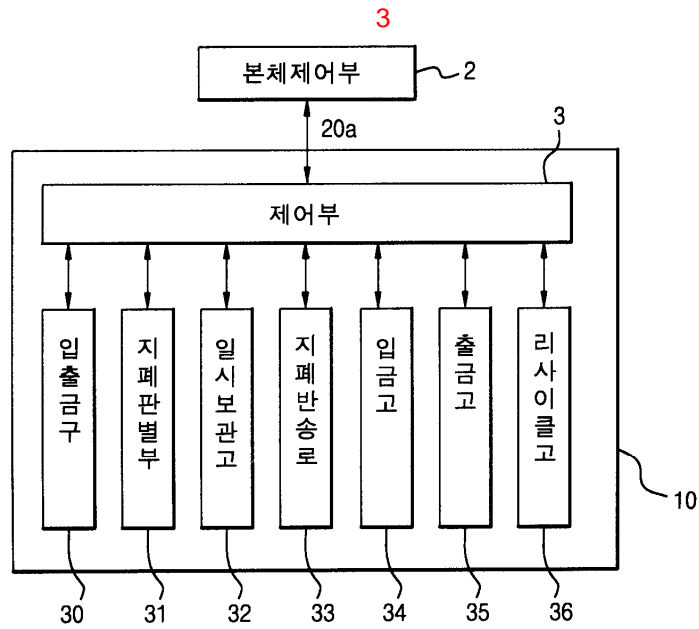 3
본체제어부
2
20a
3
제어부
입출금구
지폐판별부
일시보관고
지폐반송로
입금고
출금고
리사이클고
10
30 31 32 33 34 35 36